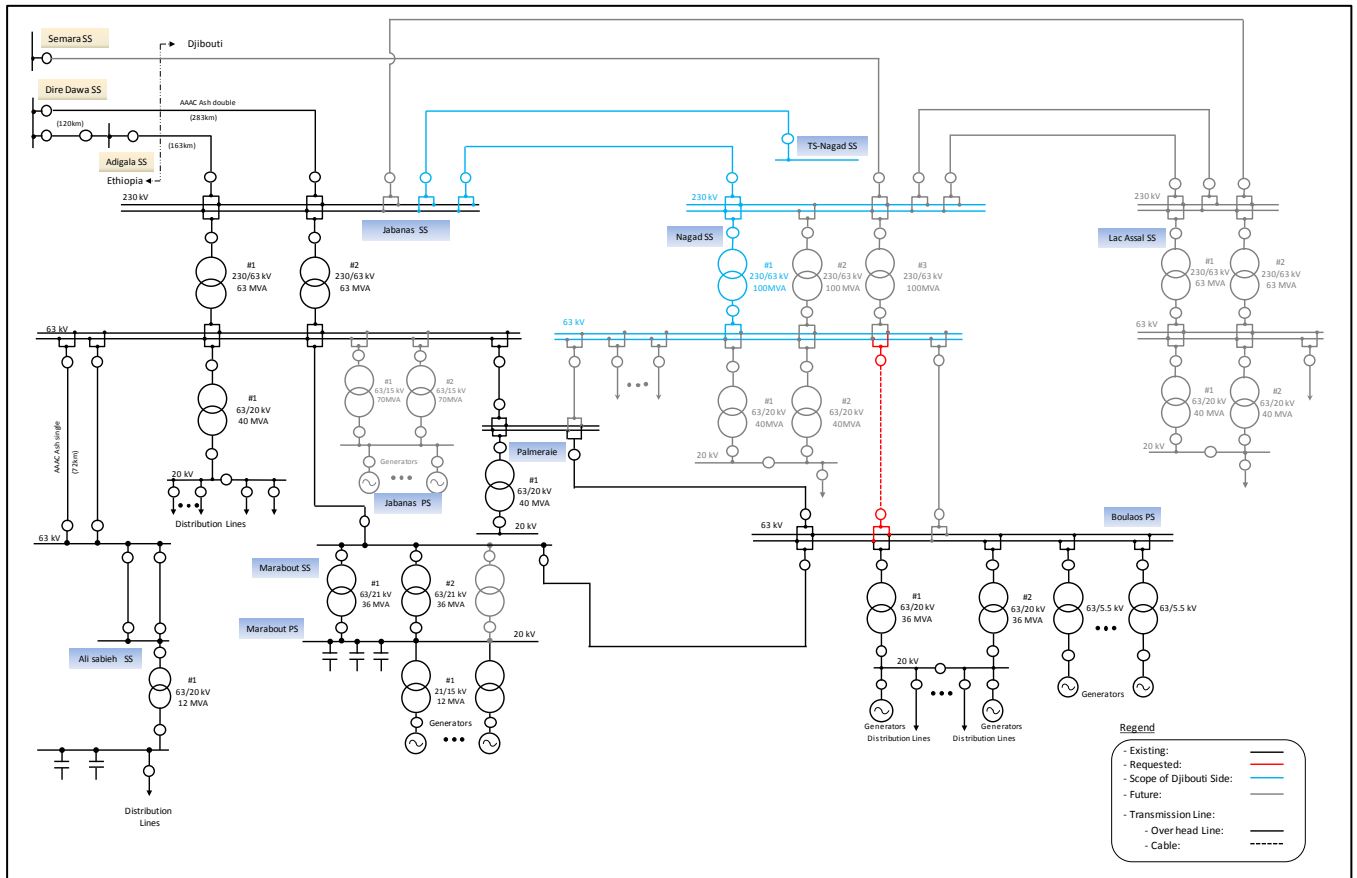 Semara SS
Djibouti
Dire Dawa SS
AAAC Ash double
(283km)
(120km)
(163km)
Adigala SS
Ethiopia
TS-Nagad SS
230 kV
Jabanas SS
230 kV
Nagad SS
230 kV
Lac Assal SS
#1
230/63 kV
63 MVA
#2
230/63 kV
63 MVA
#1
230/63 kV
100MVA
#2
230/63 kV
100 MVA
#3
230/63 kV
100MVA
#1
230/63 kV
63 MVA
#2
230/63 kV
63 MVA
63 kV
63 kV
63 kV
AAAC Ash single
(72km)
#1
63/20 kV
40 MVA
#1
63/15 kV
70MVA
#2
63/15 kV
70MVA
#1
63/20 kV
40MVA
#2
63/20 kV
40MVA
#1
63/20 kV
40 MVA
#2
63/20 kV
40 MVA
Palmeraie
#1
63/20 kV
40 MVA
20 kV
Generators
Jabanas PS
20 kV
20 kV
20 kV
Distribution Lines
20 kV
63 kV
63 kV
Boulaos PS
Marabout SS
#1
63/21 kV
36 MVA
#2
63/21 kV
36 MVA
#1
63/20 kV
36 MVA
#2
63/20 kV
36 MVA
63/5.5 kV
63/5.5 kV
Marabout PS
20 kV
Ali sabieh SS
#1
63/20 kV
12 MVA
#1
21/15 kV
12 MVA
Generators
20 kV
Generators
Generators
Generators
Distribution Lines
Distribution Lines
Distribution
Lines
Regend
- Existing:
- Requested:
- Scope of Djibouti Side:
- Future:
- Transmission Line:
- Over head Line:
- Cable: